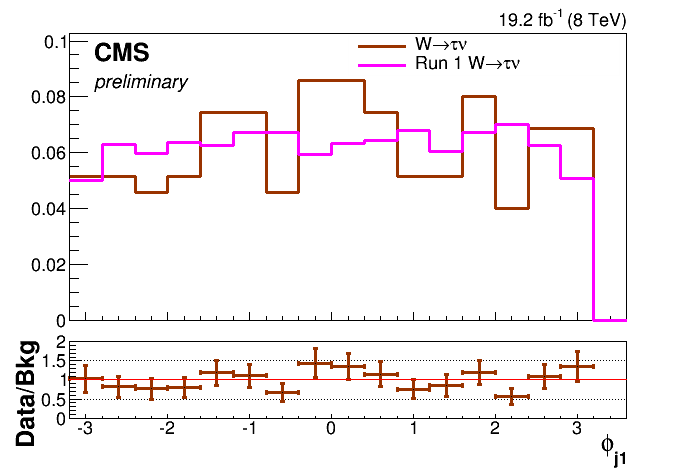 19.2 fb⁻¹ (8 TeV)
CMS
preliminary
W→τν
Run 1 W→τν
0.1
0.08
0.06
0.04
0.02
0
Data/Bkg
2
1.5
1
0.5
0
-3 -2 -1 0 1 2 3
ϕj1